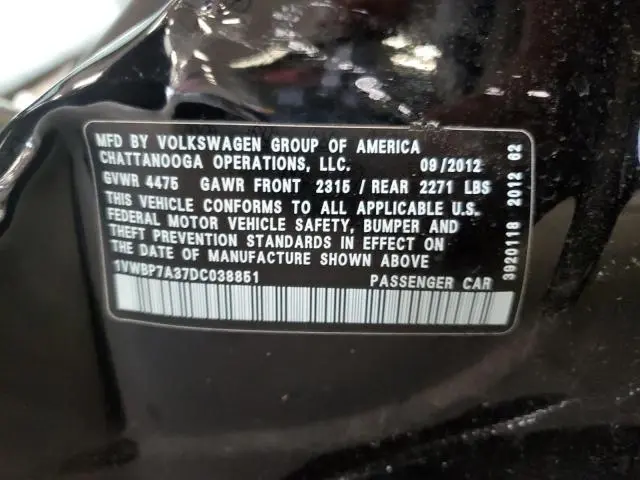 MFD BY VOLKSWAGEN GROUP OF AMERICA
CHATTANOOGA OPERATIONS, LLC. 09/2012
GVWR 4475 GAWR FRONT 2315 / REAR 2271 LBS
THIS VEHICLE CONFORMS TO ALL APPLICABLE U.S.
FEDERAL MOTOR VEHICLE SAFETY, BUMPER AND
THEFT PREVENTION STANDARDS IN EFFECT ON
THE DATE OF MANUFACTURE SHOWN ABOVE
1VWBP7A37DC038851 PASSENGER CAR
3920118 2012 62